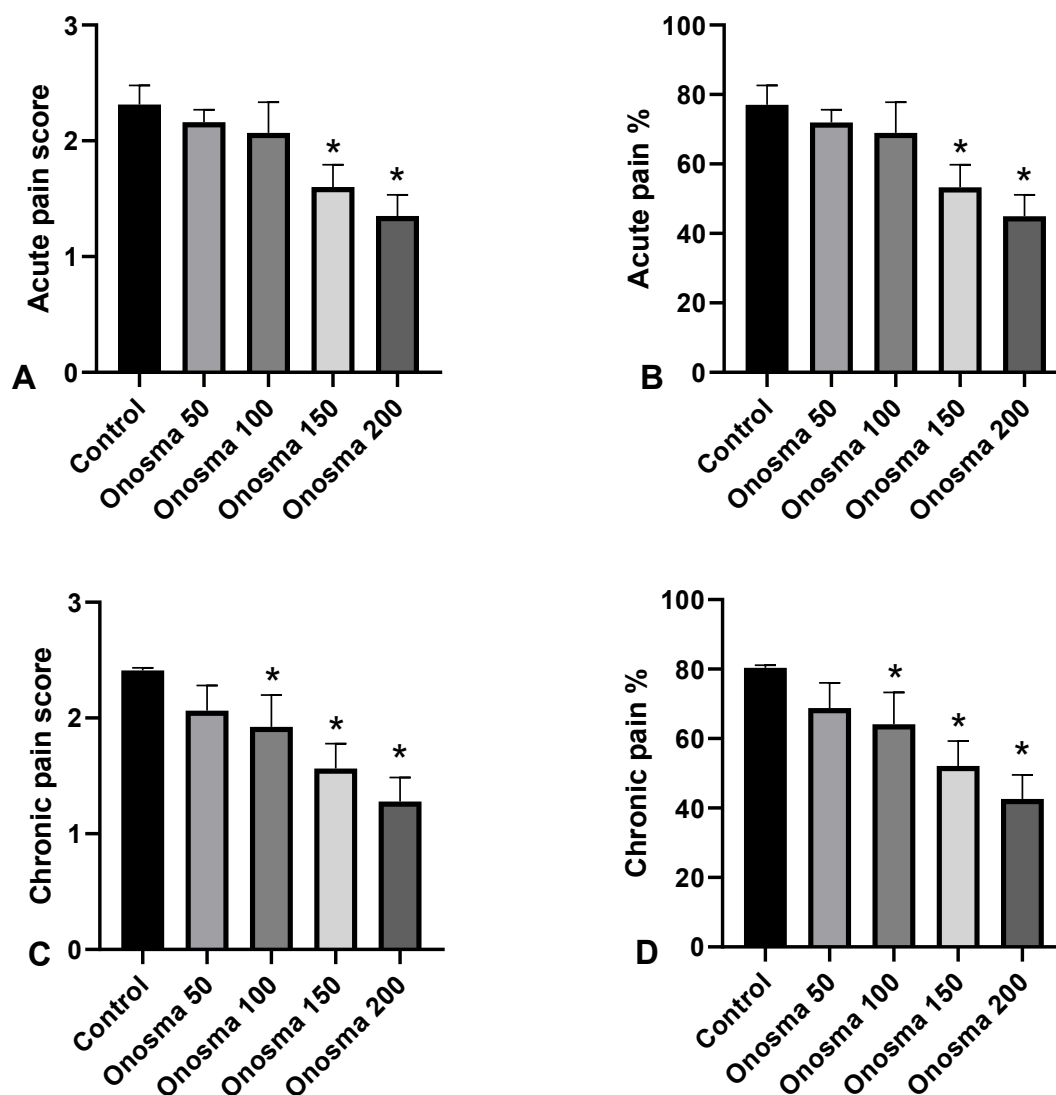 A
Acute pain score
3
2
1
0
*
*
Control
Onosma 50
Onosma 100
Onosma 150
Onosma 200
B
Acute pain %
100
80
60
40
20
0
*
*
Control
Onosma 50
Onosma 100
Onosma 150
Onosma 200
C
Chronic pain score
3
2
1
0
*
*
*
Control
Onosma 50
Onosma 100
Onosma 150
Onosma 200
D
Chronic pain %
100
80
60
40
20
0
*
*
*
Control
Onosma 50
Onosma 100
Onosma 150
Onosma 200